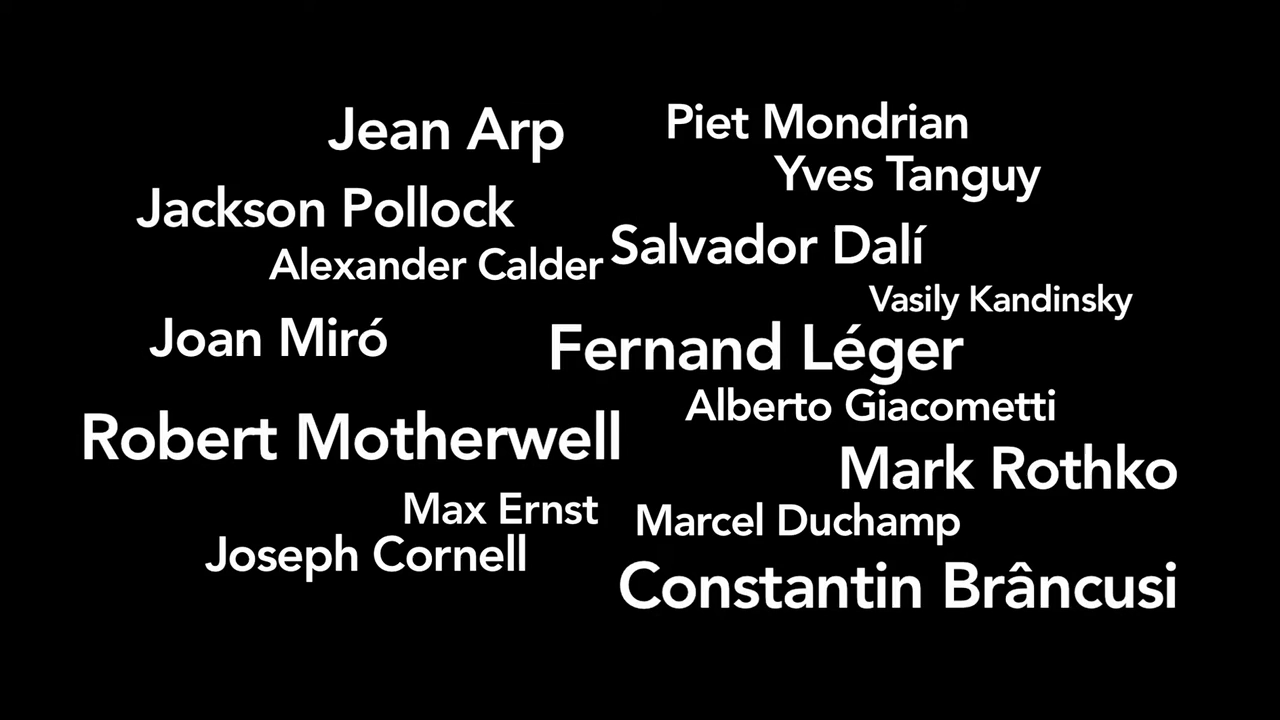 Jean Arp
Piet Mondrian
Yves Tanguy
Jackson Pollock
Salvador Dalí
Alexander Calder
Vasily Kandinsky
Joan Miró
Fernand Léger
Alberto Giacometti
Robert Motherwell
Mark Rothko
Max Ernst
Marcel Duchamp
Joseph Cornell
Constantin Brâncusi